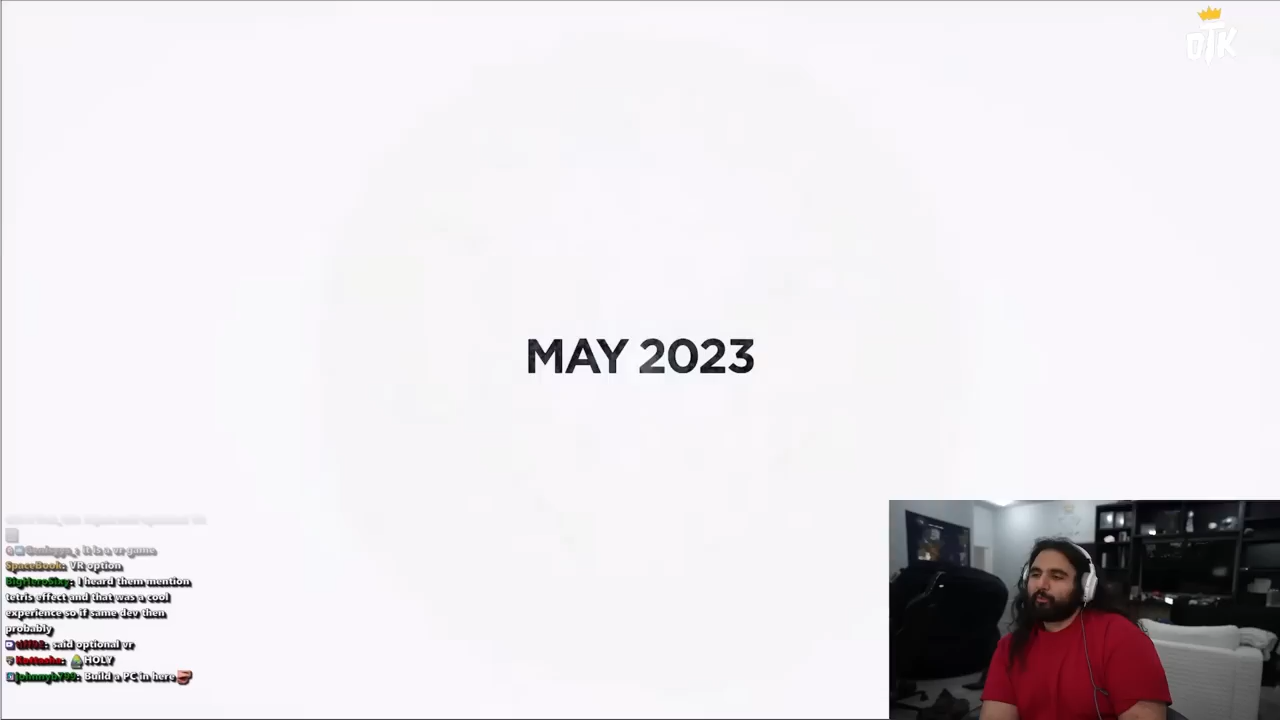 OTK
MAY 2023
it is a vr game
SpaceBook: VR option
BigHeroSixy: I heard them mention
tetris effect and that was a cool
experience so if same dev then
probably
said optional vr
HOLY
Build a PC in here